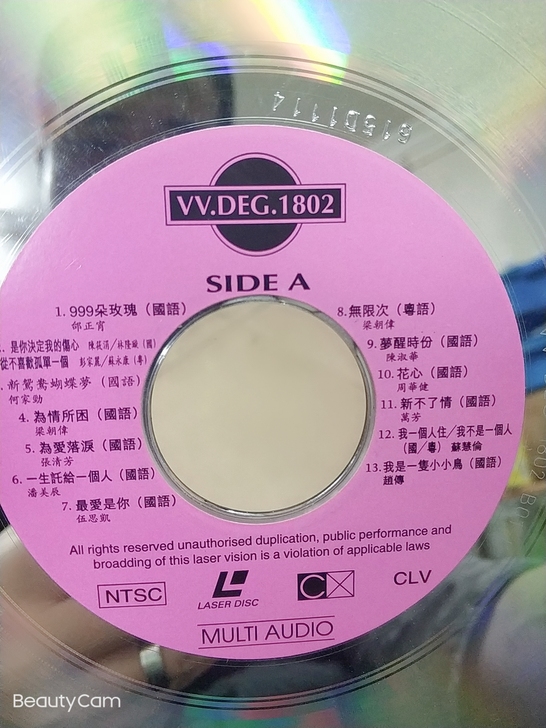 515D1114
VV.DEG.1802
SIDE A
1. 999朵玫瑰（國語）
邰正宵
2. 是你決定我的傷心 陳莀涓/林隆璇（國）
從不喜歡孤單一個 彭家麗/蘇永康（粵）
新鴛鴦蝴蝶夢（國語）
何家勁
4. 為情所困（國語）
梁朝偉
5. 為愛落淚（國語）
張清芳
6. 一生託給一個人（國語）
潘美辰
7. 最愛是你（國語）
伍思凱
8. 無限次（粵語）
梁朝偉
9. 夢醒時份（國語）
陳淑華
10. 花心（國語）
周華健
11. 新不了情（國語）
萬芳
12. 我一個人住／我不是一個人
（國／粵） 蘇慧倫
13. 我是一隻小小鳥（國語）
趙傳
All rights reserved unauthorised duplication, public performance and
broadding of this laser vision is a violation of applicable laws
NTSC
LASER DISC
CX
CLV
MULTI AUDIO
BeautyCam